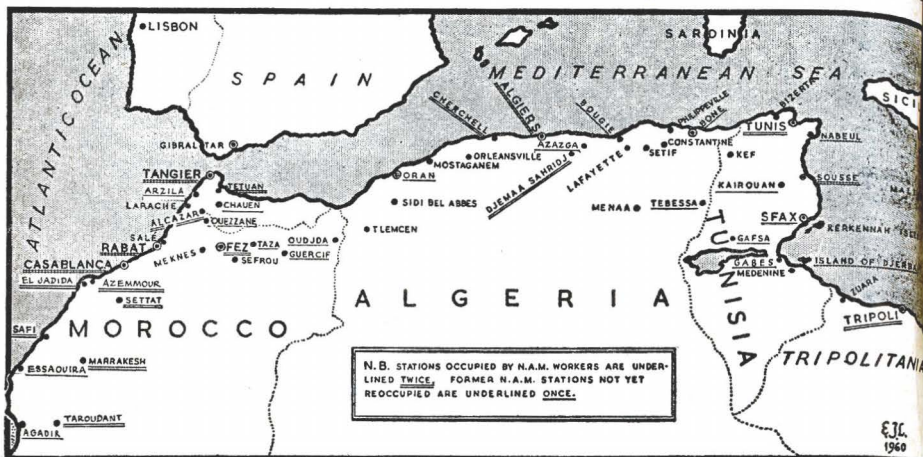 LISBON
ATLANTIC OCEAN
SPAIN
SARDINIA
MEDITERRANEAN SEA
SICI
GIBRALTAR
CHERCHELL
ALGIERS
BOUGIE
PHILIPPEVILLE
BONE
BIZERTA
TUNIS
NABEUL
TANGIER
ARZILA
LARACHE
ALCAZAR
TETUAN
CHAUEN
OUEZZANE
ORAN
MOSTAGANEM
ORLEANSVILLE
AZAZGA
DJEMAA SAHRIDJ
LAFAYETTE
SETIF
CONSTANTINE
KEF
KAIROUAN
SOUSSE
SIDI BEL ABBES
TLEMCEN
MENAA
TEBESSA
SFAX
KERKENNAH ISL
GAFSA
GABES
MEDENINE
ISLAND OF DJERBA
ZUARA
TRIPOLI
TRIPOLITANI
TUNISIA
SALE
RABAT
CASABLANCA
MEKNES
FEZ
TAZA
SEFROU
OUDJDA
GUERCIF
EL JADIDA
AZEMMOUR
SETTAT
ALGERIA
MOROCCO
SAFI
ESSAOUIRA
MARRAKESH
TAROUDANT
AGADIR
N.B. STATIONS OCCUPIED BY N.A.M. WORKERS ARE UNDER-
LINED TWICE, FORMER N.A.M. STATIONS NOT YET
REOCCUPIED ARE UNDERLINED ONCE.
1960